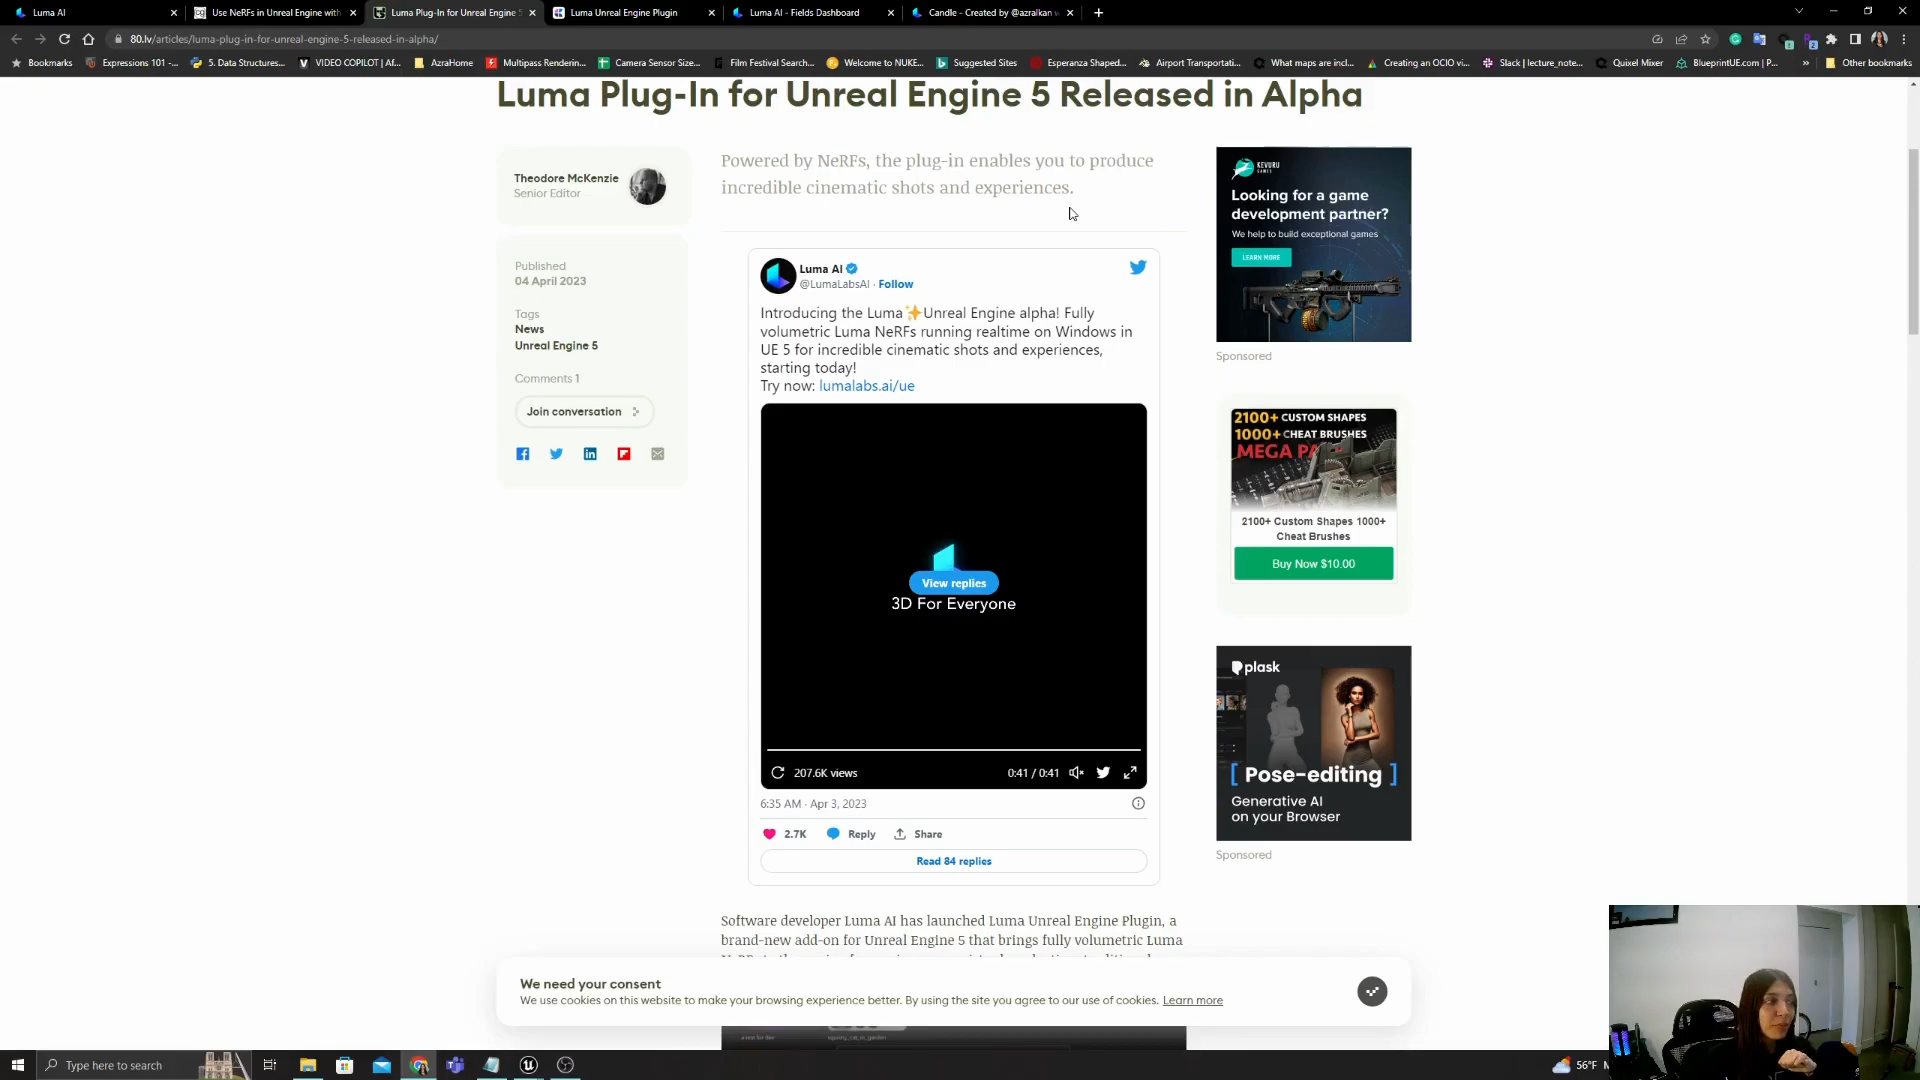 Luma AI
Use NeRFs in Unreal Engine with
Luma Plug-In for Unreal Engine 5
Luma Unreal Engine Plugin
Luma AI - Fields Dashboard
Candle - Created by @azralkan w
80.lv/articles/luma-plug-in-for-unreal-engine-5-released-in-alpha/
Bookmarks
Expressions 101 -...
5. Data Structures...
VIDEO COPILOT | Af...
AzraHome
Multipass Renderin...
Camera Sensor Size...
Film Festival Search...
Welcome to NUKE...
Suggested Sites
Esperanza Shaped...
Airport Transportati...
What maps are incl...
Creating an OCIO vi...
Slack | lecture_note...
Quixel Mixer
BlueprintUE.com | P...
Other bookmarks
Luma Plug-In for Unreal Engine 5 Released in Alpha
Theodore McKenzie
Senior Editor
Published
04 April 2023
Tags
News
Unreal Engine 5
Comments 1
Join conversation
Powered by NeRFs, the plug-in enables you to produce
incredible cinematic shots and experiences.
Luma AI
@LumaLabsAI · Follow
Introducing the Luma✨Unreal Engine alpha! Fully
volumetric Luma NeRFs running realtime on Windows in
UE 5 for incredible cinematic shots and experiences,
starting today!
Try now: lumalabs.ai/ue
View replies
3D For Everyone
207.6K views
0:41 / 0:41
6:35 AM · Apr 3, 2023
2.7K
Reply
Share
Read 84 replies
Software developer Luma AI has launched Luma Unreal Engine Plugin, a
brand-new add-on for Unreal Engine 5 that brings fully volumetric Luma
KEVURU
GAMES
Looking for a game
development partner?
We help to build exceptional games
LEARN MORE
Sponsored
2100+ CUSTOM SHAPES
1000+ CHEAT BRUSHES
MEGA PA
2100+ Custom Shapes 1000+
Cheat Brushes
Buy Now $10.00
plask
[ Pose-editing ]
Generative AI
on your Browser
Sponsored
We need your consent
We use cookies on this website to make your browsing experience better. By using the site you agree to our use of cookies. Learn more
Type here to search
56°F